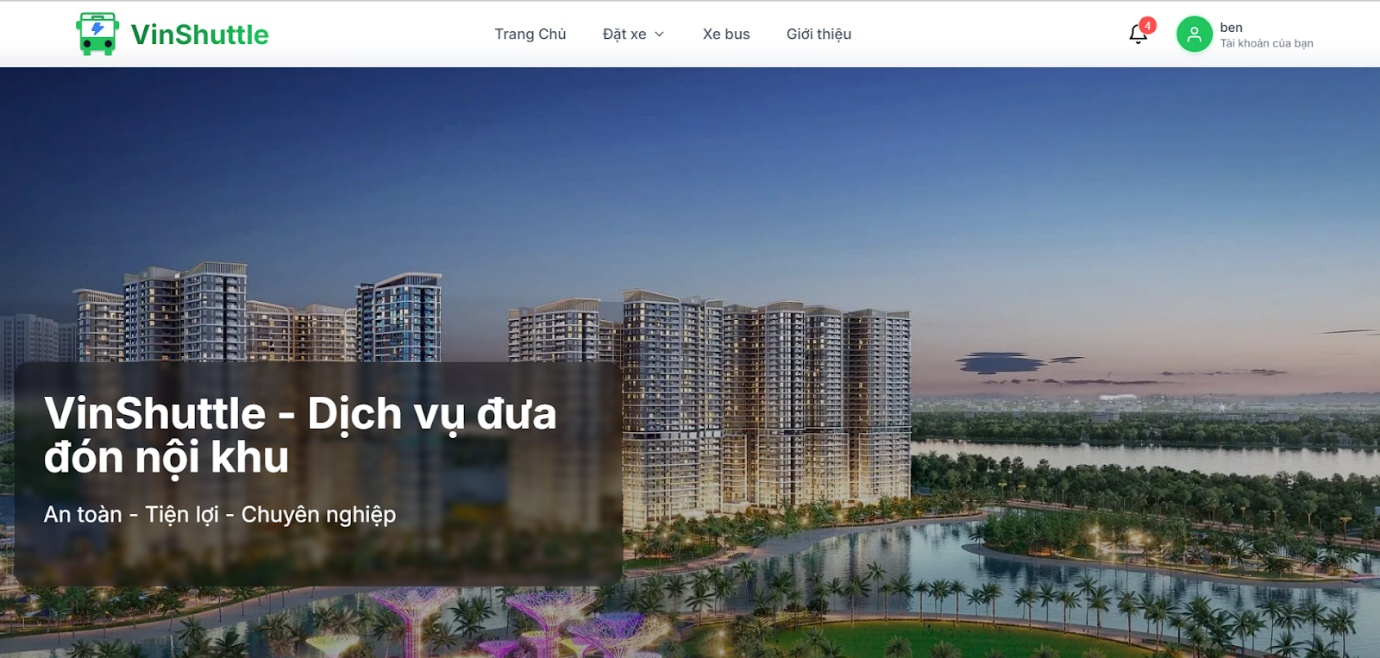 VinShuttle
Trang Chủ
Đặt xe
Xe bus
Giới thiệu
4
ben
Tài khoản của bạn
VinShuttle - Dịch vụ đưa
đón nội khu
An toàn - Tiện lợi - Chuyên nghiệp